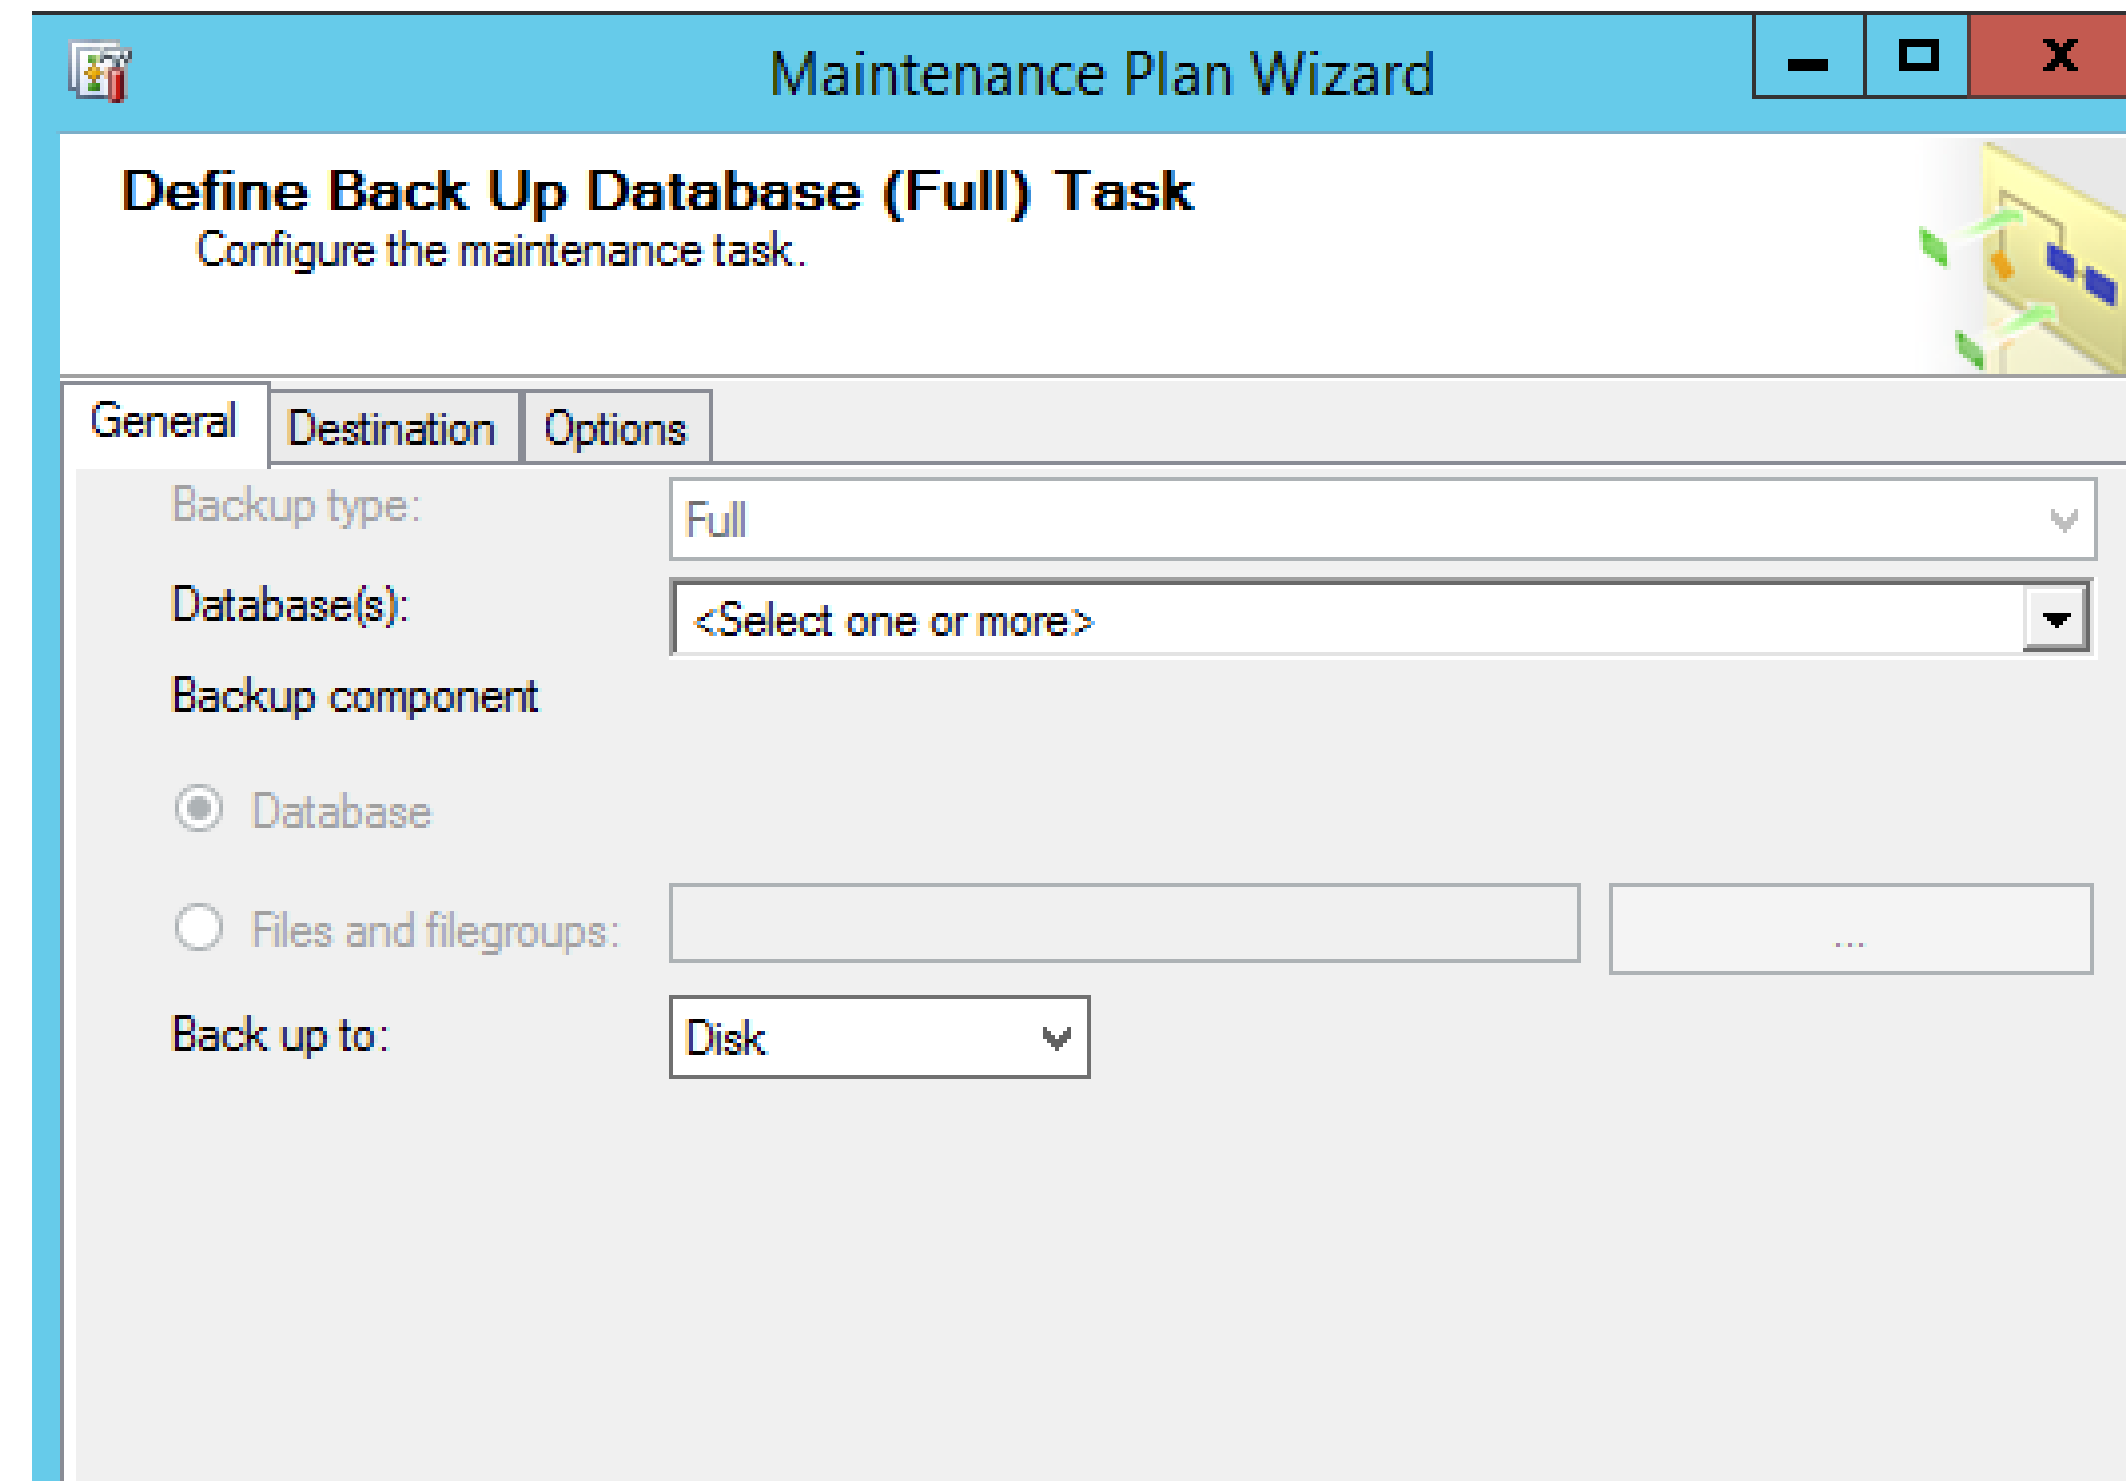 Maintenance Plan Wizard
Define Back Up Database (Full) Task
Configure the maintenance task.
General Destination Options
Backup type: Full
Database(s): <Select one or more>
Backup component
Database
Files and filegroups: ...
Back up to: Disk